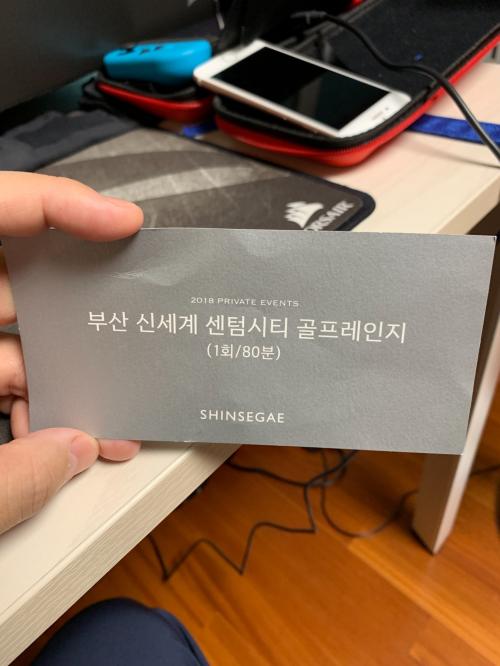 CORSAIR
2018 PRIVATE EVENTS
부산 신세계 센텀시티 골프레인지
(1회/80분)
SHINSEGAE